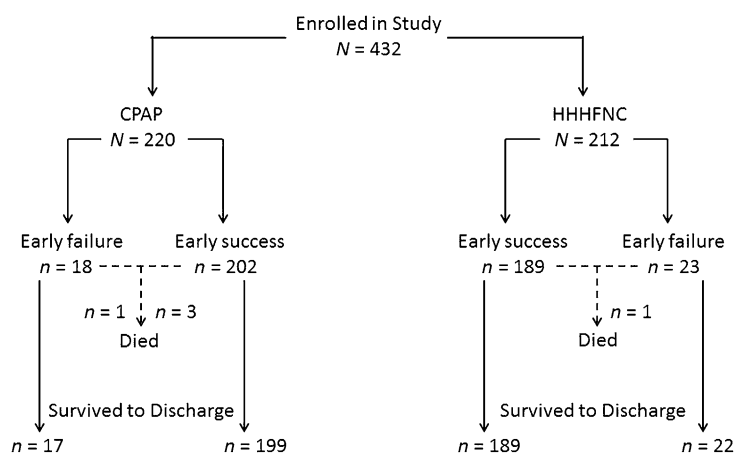 Enrolled in Study
N = 432
CPAP
N = 220
HHHFNC
N = 212
Early failure
n = 18
Early success
n = 202
Early success
n = 189
Early failure
n = 23
n = 1
n = 3
Died
n = 1
Died
Survived to Discharge
n = 17
n = 199
Survived to Discharge
n = 189
n = 22